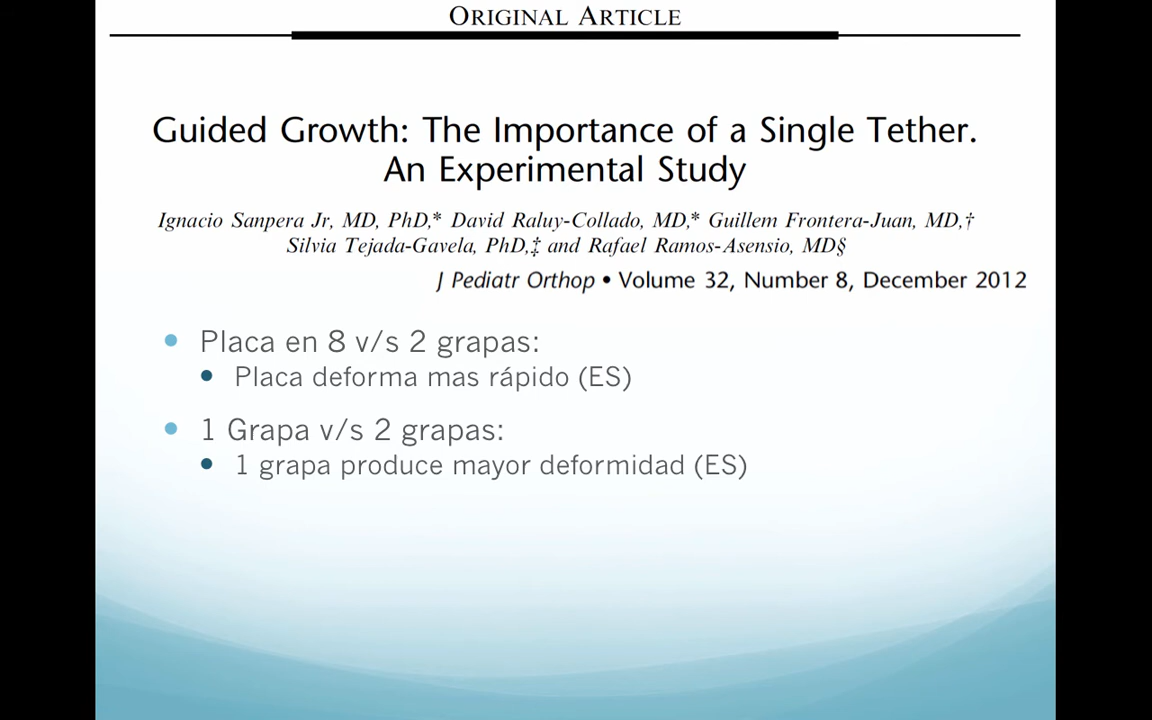 ORIGINAL ARTICLE
Guided Growth: The Importance of a Single Tether.
An Experimental Study
Ignacio Sanpera Jr, MD, PhD,* David Raluy-Collado, MD,* Guillem Frontera-Juan, MD,†
Silvia Tejada-Gavela, PhD,‡ and Rafael Ramos-Asensio, MD§
J Pediatr Orthop • Volume 32, Number 8, December 2012
• Placa en 8 v/s 2 grapas:
• Placa deforma mas rápido (ES)
• 1 Grapa v/s 2 grapas:
• 1 grapa produce mayor deformidad (ES)